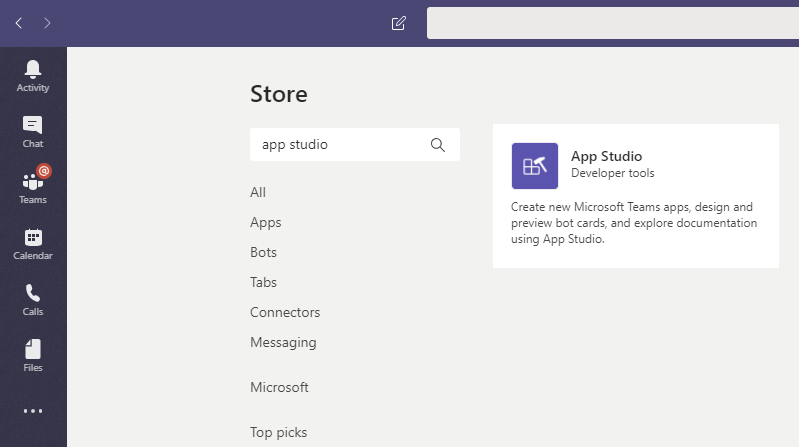 Activity
Chat
@
Teams
Calendar
Calls
Files
Store
app studio
All
Apps
Bots
Tabs
Connectors
Messaging
Microsoft
Top picks
App Studio
Developer tools
Create new Microsoft Teams apps, design and
preview bot cards, and explore documentation
using App Studio.